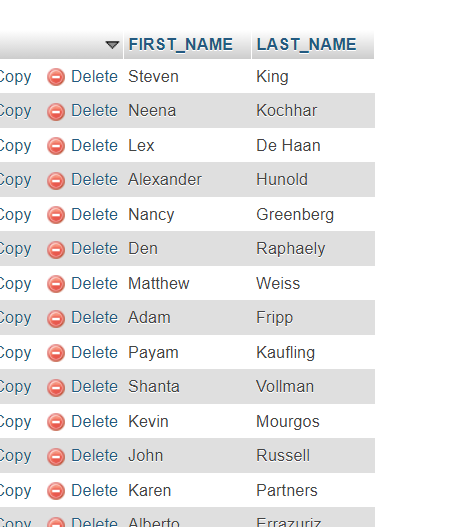 FIRST_NAME LAST_NAME
Copy Delete Steven King
Copy Delete Neena Kochhar
Copy Delete Lex De Haan
Copy Delete Alexander Hunold
Copy Delete Nancy Greenberg
Copy Delete Den Raphaely
Copy Delete Matthew Weiss
Copy Delete Adam Fripp
Copy Delete Payam Kaufling
Copy Delete Shanta Vollman
Copy Delete Kevin Mourgos
Copy Delete John Russell
Copy Delete Karen Partners
Copy Delete Alberto Errazuriz